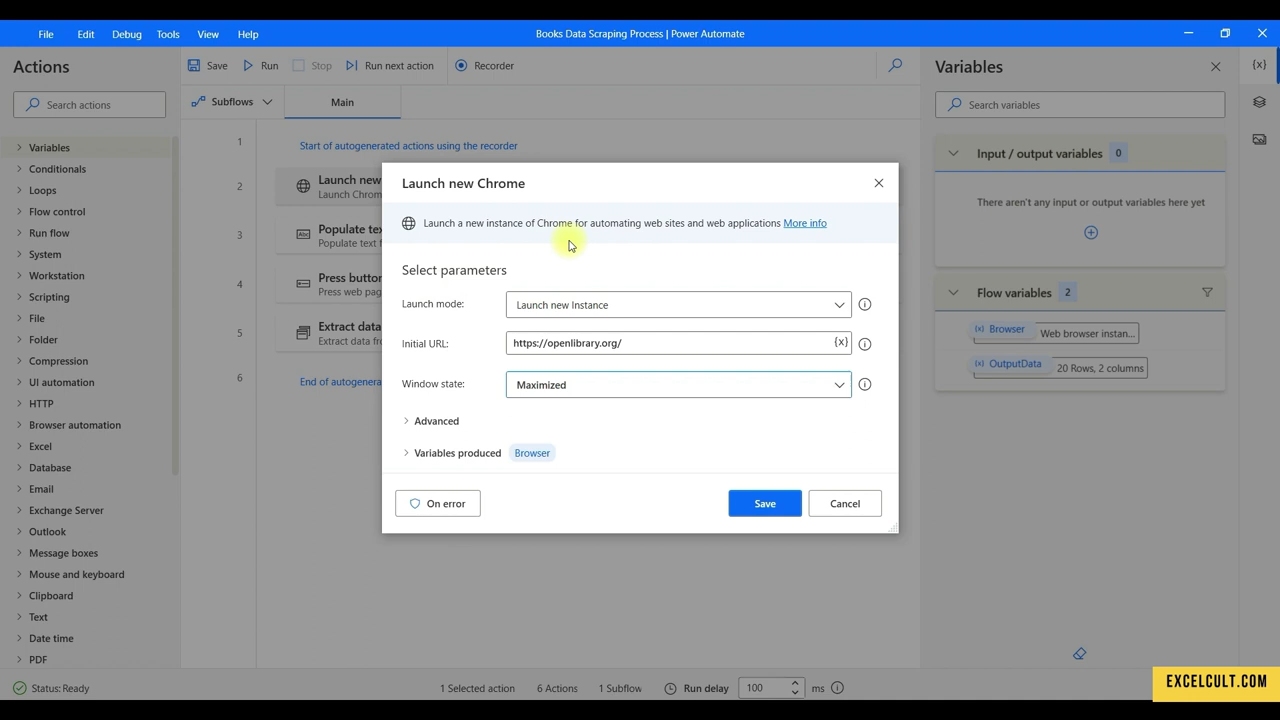 File Edit Debug Tools View Help
Books Data Scraping Process | Power Automate
Actions
Search actions
Variables
Conditionals
Loops
Flow control
Run flow
System
Workstation
Scripting
File
Folder
Compression
UI automation
HTTP
Browser automation
Excel
Database
Email
Exchange Server
Outlook
Message boxes
Mouse and keyboard
Clipboard
Text
Date time
PDF
Save Run Stop Run next action Recorder
Subflows Main
1 Start of autogenerated actions using the recorder
2 Launch new
Launch Chrom
3 Populate tex
Populate text f
4 Press button
Press web pag
5 Extract data
Extract data fro
6 End of autogenera
Launch new Chrome
Launch a new instance of Chrome for automating web sites and web applications More info
Select parameters
Launch mode: Launch new Instance
Initial URL: https://openlibrary.org/ {x}
Window state: Maximized
Advanced
Variables produced Browser
On error Save Cancel
Variables
{x}
Search variables
Input / output variables 0
There aren't any input or output variables here yet
Flow variables 2
(x) Browser Web browser instan...
(x) OutputData 20 Rows, 2 columns
Status: Ready 1 Selected action 6 Actions 1 Subflow Run delay 100 ms
EXCELCULT.COM